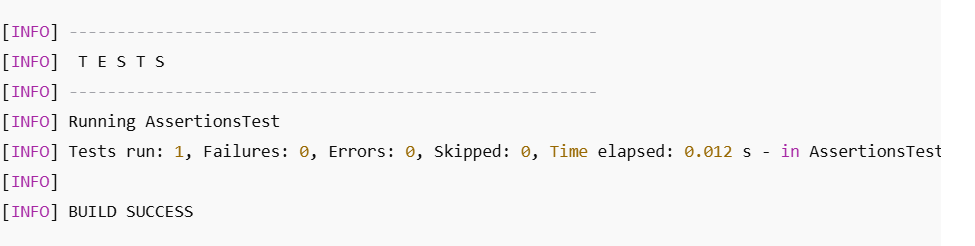 [INFO] -------------------------------------------------------
[INFO]  T E S T S
[INFO] -------------------------------------------------------
[INFO] Running AssertionsTest
[INFO] Tests run: 1, Failures: 0, Errors: 0, Skipped: 0, Time elapsed: 0.012 s - in AssertionsTest
[INFO]
[INFO] BUILD SUCCESS